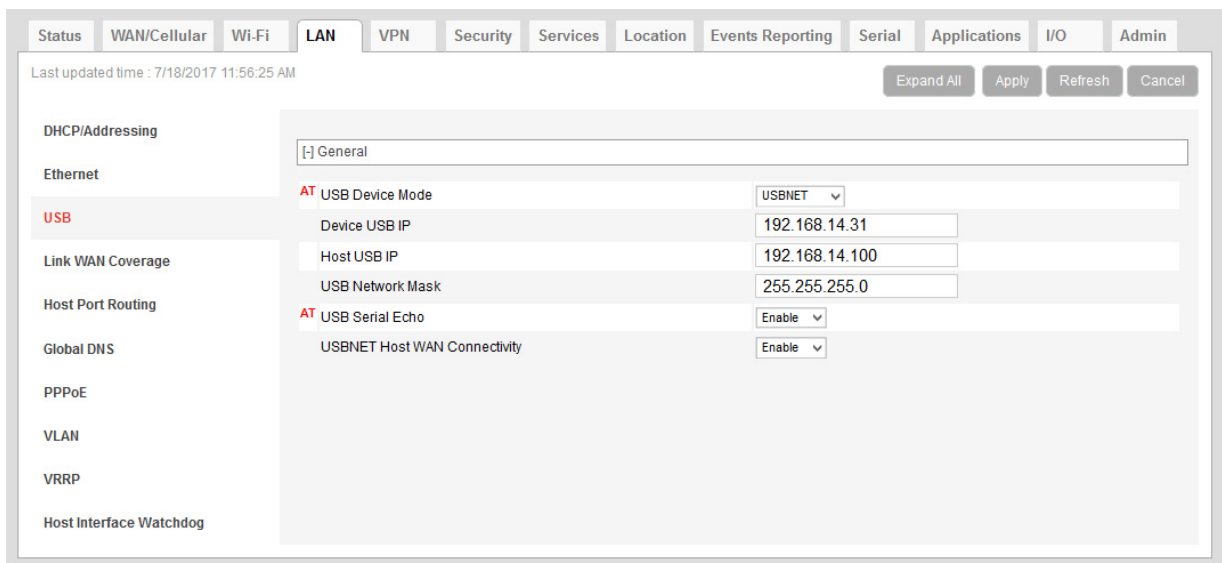 Status WAN/Cellular Wi-Fi LAN VPN Security Services Location Events Reporting Serial Applications I/O Admin
Last updated time : 7/18/2017 11:56:25 AM
Expand All Apply Refresh Cancel
DHCP/Addressing
Ethernet
USB
Link WAN Coverage
Host Port Routing
Global DNS
PPPoE
VLAN
VRRP
Host Interface Watchdog
[-] General
AT USB Device Mode USBNET
Device USB IP 192.168.14.31
Host USB IP 192.168.14.100
USB Network Mask 255.255.255.0
AT USB Serial Echo Enable
USBNET Host WAN Connectivity Enable